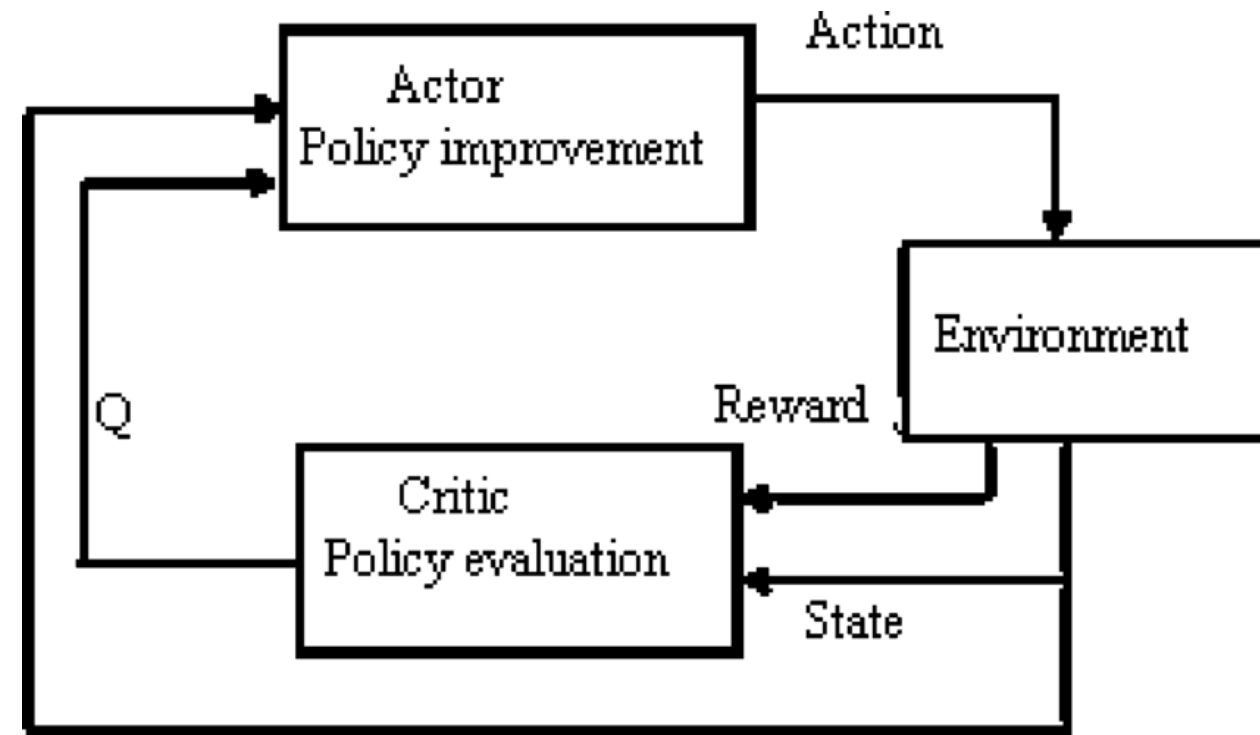 Action
Actor
Policy improvement
Environment
Reward
Q
Critic
Policy evaluation
State